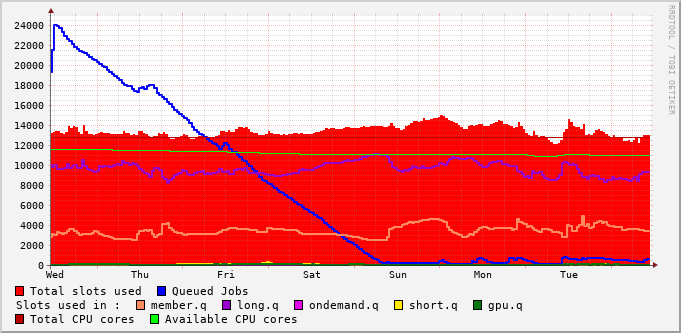 24000
22000
20000
18000
16000
14000
12000
10000
8000
6000
4000
2000
0
Wed Thu Fri Sat Sun Mon Tue
RRDTOOL / TOBI OETIKER
Total slots used Queued Jobs
Slots used in : member.q long.q ondemand.q short.q gpu.q
Total CPU cores Available CPU cores